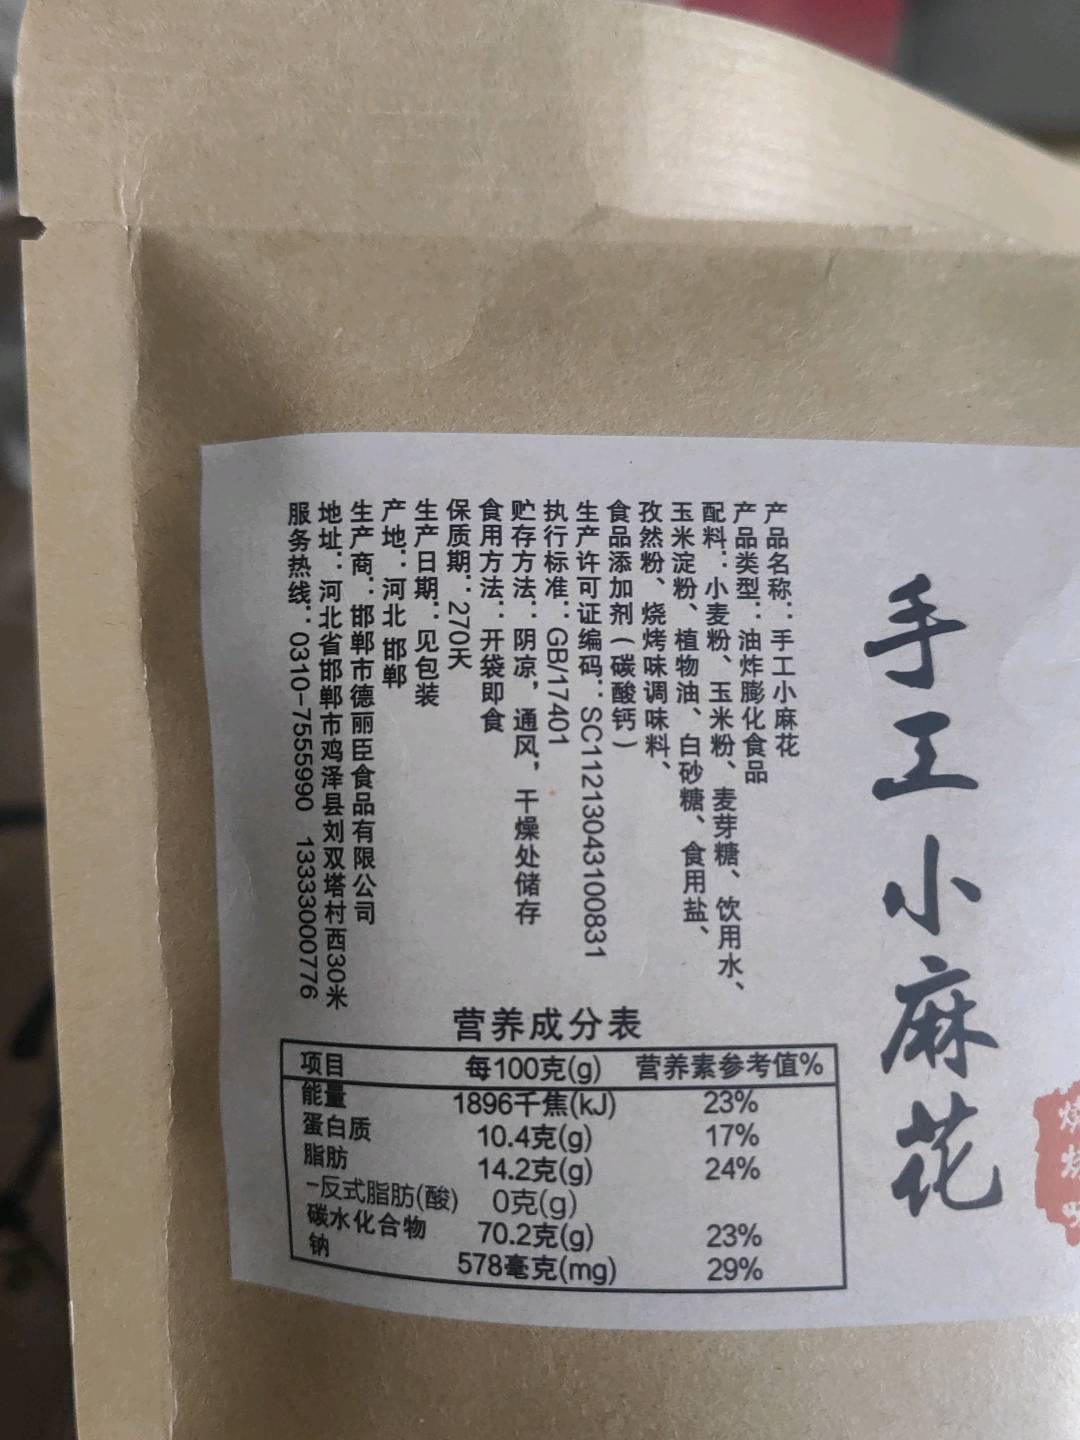 手工小麻花
产品名称：手工小麻花
产品类型：油炸膨化食品
配料：小麦粉、玉米粉、麦芽糖、饮用水、
玉米淀粉、植物油、白砂糖、食用盐、
孜然粉、烧烤味调味料、
食品添加剂（碳酸钙）
生产许可证编码：SC11213043100831
执行标准：GB/17401
贮存方法：阴凉，通风，干燥处储存
食用方法：开袋即食
保质期：270天
生产日期：见包装
产地：河北 邯郸
生产商：邯郸市德丽臣食品有限公司
地址：河北省邯郸市鸡泽县刘双塔村西30米
服务热线：0310-7555990 13333000776
营养成分表
项目 每100克(g) 营养素参考值%
能量 1896千焦(kJ) 23%
蛋白质 10.4克(g) 17%
脂肪 14.2克(g) 24%
-反式脂肪(酸) 0克(g)
碳水化合物 70.2克(g) 23%
钠 578毫克(mg) 29%